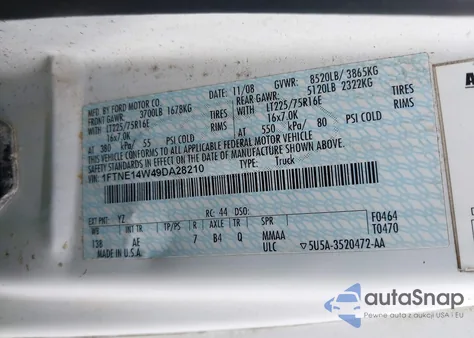 MFD. BY FORD MOTOR CO.
11/08 GVWR: 8520LB/ 3865KG
FRONT GAWR: 3700LB 1678KG
REAR GAWR: 5120LB 2322KG
WITH LT225/75R16E TIRES
WITH LT225/75R16E TIRES
16x7.0K RIMS
16x7.0K RIMS
AT 380 kPa/ 55 PSI COLD
AT 550 kPa/ 80 PSI COLD
THIS VEHICLE CONFORMS TO ALL APPLICABLE FEDERAL MOTOR VEHICLE
SAFETY STANDARDS IN EFFECT ON THE DATE OF MANUFACTURE SHOWN ABOVE.
VIN: 1FTNE14W49DA28210
TYPE: Truck
EXT PNT: YZ RC: 44 DSO: F0464
WB INT TR TP/PS R AXLE TR SPR T0470
138 AE 7 B4 Q MMAA
MADE IN U.S.A. ULC 5U5A-3520472-AA
autoSnap
Pewne auta z aukcji USA i EU